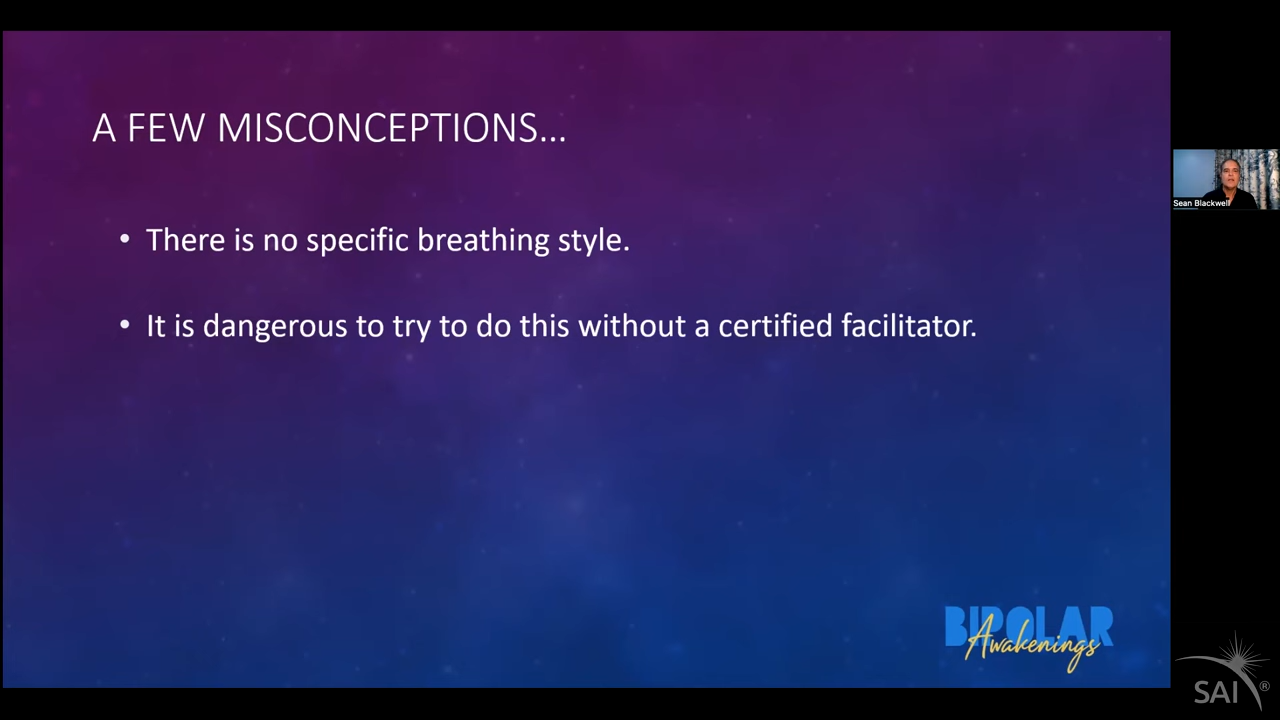 A FEW MISCONCEPTIONS...
• There is no specific breathing style.
• It is dangerous to try to do this without a certified facilitator.
Sean Blackwell
BIPOLAR
Awakenings
SAI®